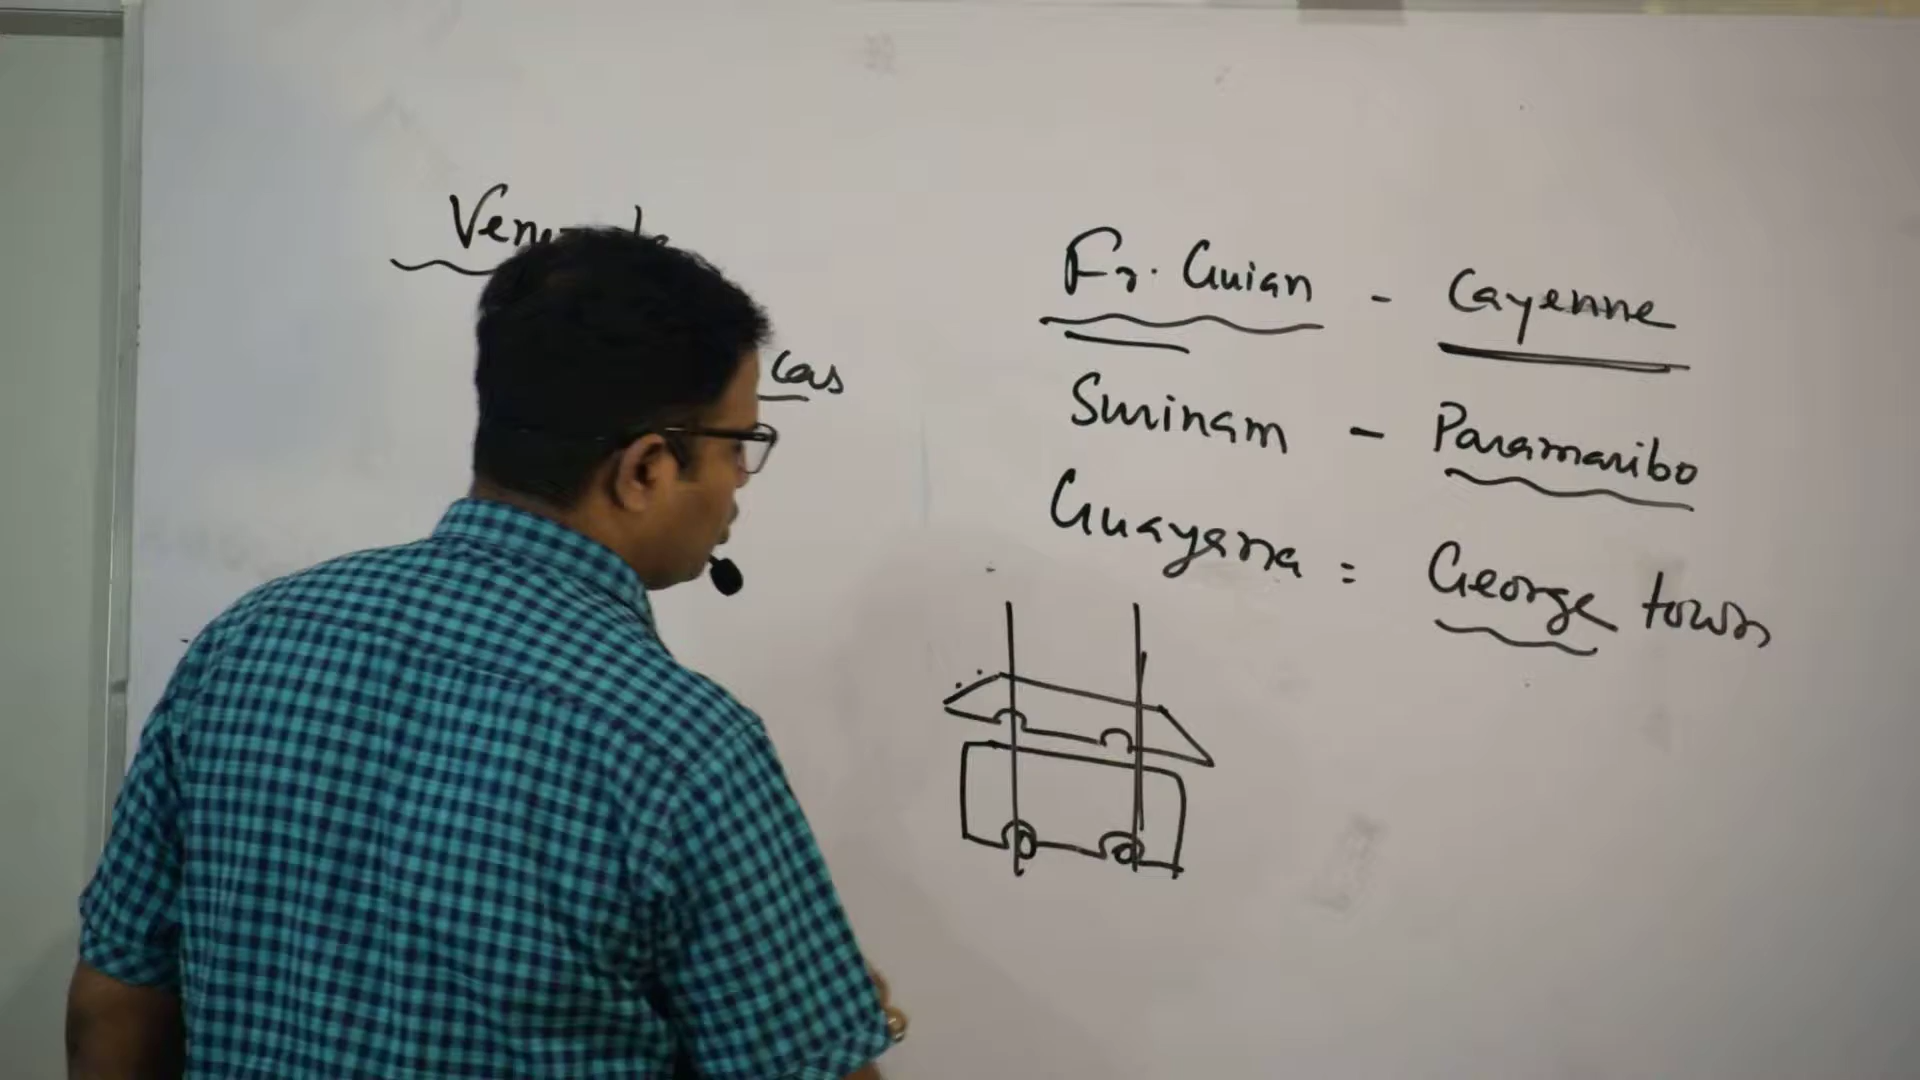 Fr. Guian - Cayenne
Surinam - Paramaribo
Guayana = George town